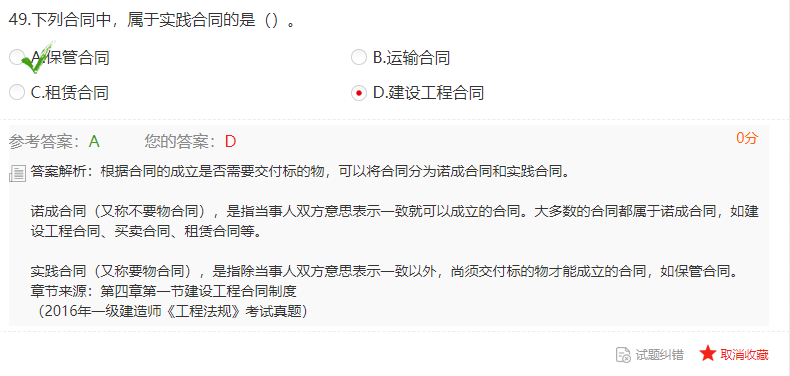 49.下列合同中，属于实践合同的是（）。
A.保管合同 B.运输合同
C.租赁合同 D.建设工程合同
参考答案：A 您的答案：D 0分
答案解析：根据合同的成立是否需要交付标的物，可以将合同分为诺成合同和实践合同。
诺成合同（又称不要物合同），是指当事人双方意思表示一致就可以成立的合同。大多数的合同都属于诺成合同，如建
设工程合同、买卖合同、租赁合同等。
实践合同（又称要物合同），是指除当事人双方意思表示一致以外，尚须交付标的物才能成立的合同，如保管合同。
章节来源：第四章第一节建设工程合同制度
（2016年一级建造师《工程法规》考试真题）
试题纠错 取消收藏